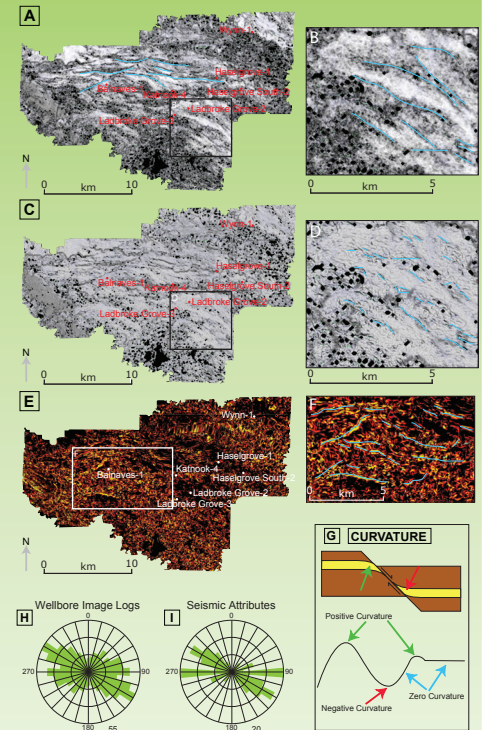 A
Wynn-1
Haselgrove-1
Balnaves-1
Katnook-4
Haselgrove South-2
Ladbroke Grove-2
Ladbroke Grove-3
N
0 10
km
B
0 5
km
C
Wynn-1
Haselgrove-1
Balnaves-1
Katnook-4
Haselgrove South-2
Ladbroke Grove-2
Ladbroke Grove-3
N
0 10
km
D
0 5
km
E
Wynn-1
Haselgrove-1
Katnook-4
Balnaves-1
Haselgrove South-2
Ladbroke Grove-2
Ladbroke Grove-3
N
0 10
km
F
0 5
km
G CURVATURE
Positive Curvature
Negative Curvature
Zero Curvature
H
Wellbore Image Logs
0
270
90
180
55
I
Seismic Attributes
0
270
90
180
20